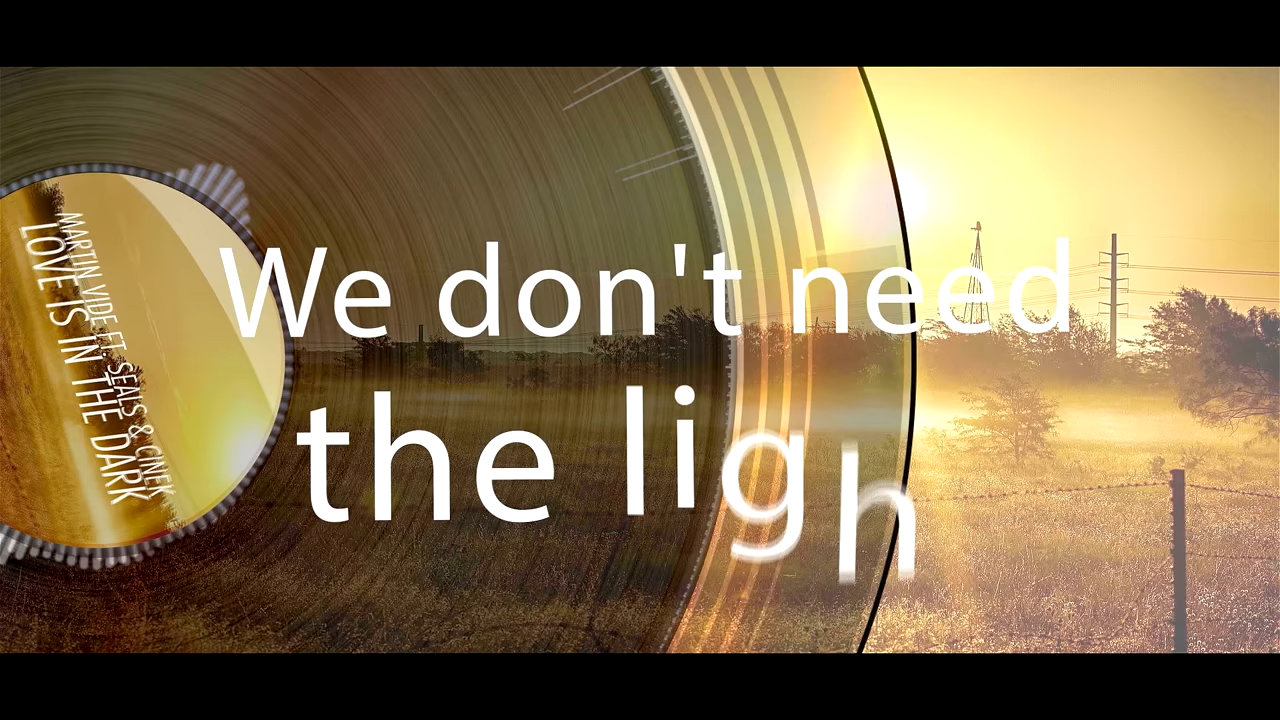 MARTIN VIDE FT. SEALS & CINEK
LOVE IS IN THE DARK
We don't need
the ligh